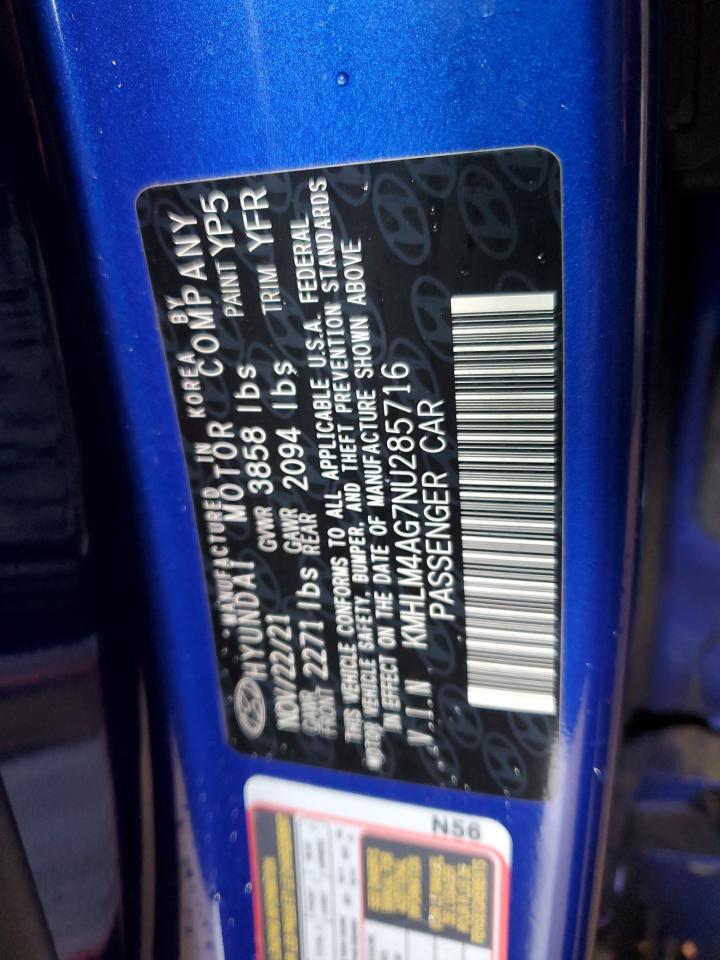 MANUFACTURED IN KOREA BY
HYUNDAI MOTOR COMPANY
NOV/22/21 GVWR 3858 lbs PAINT YP5
GAWR FRONT 2271 lbs GAWR REAR 2094 lbs TRIM YFR
THIS VEHICLE CONFORMS TO ALL APPLICABLE U.S.A. FEDERAL
MOTOR VEHICLE SAFETY, BUMPER, AND THEFT PREVENTION STANDARDS
IN EFFECT ON THE DATE OF MANUFACTURE SHOWN ABOVE
V.I.N KMHLM4AG7NU285716
PASSENGER CAR
N56